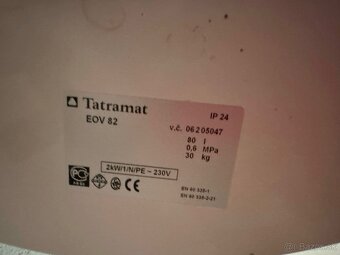 Tatramat
IP 24
EOV 82
v.č. 06205047
80 l
0,6 MPa
30 kg
2kW/1/N/PE ~ 230V
EN 60 335-1
EN 60 335-2-21